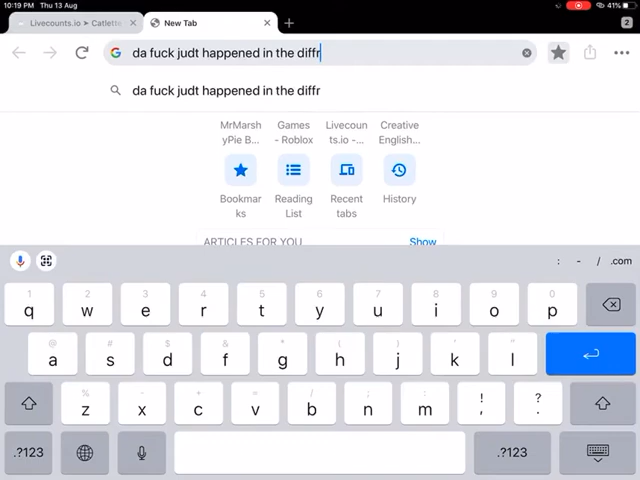 10:19 PM Thu 13 Aug
41%
Livecounts.io ➤ Catlette
New Tab
2
da fuck judt happened in the diffr
da fuck judt happened in the diffr
MrMarsh
yPie B...
Games
- Roblox
Livecoun
ts.io -...
Creative
English...
Bookmar
ks
Reading
List
Recent
tabs
History
ARTICLES FOR YOU
Show
: - / .com
1 2 3 4 5 6 7 8 9 0
q w e r t y u i o p
@ # $ & * ( ) ' "
a s d f g h j k l
% - + = / ; : ! ?
z x c v b n m , .
.?123
.?123